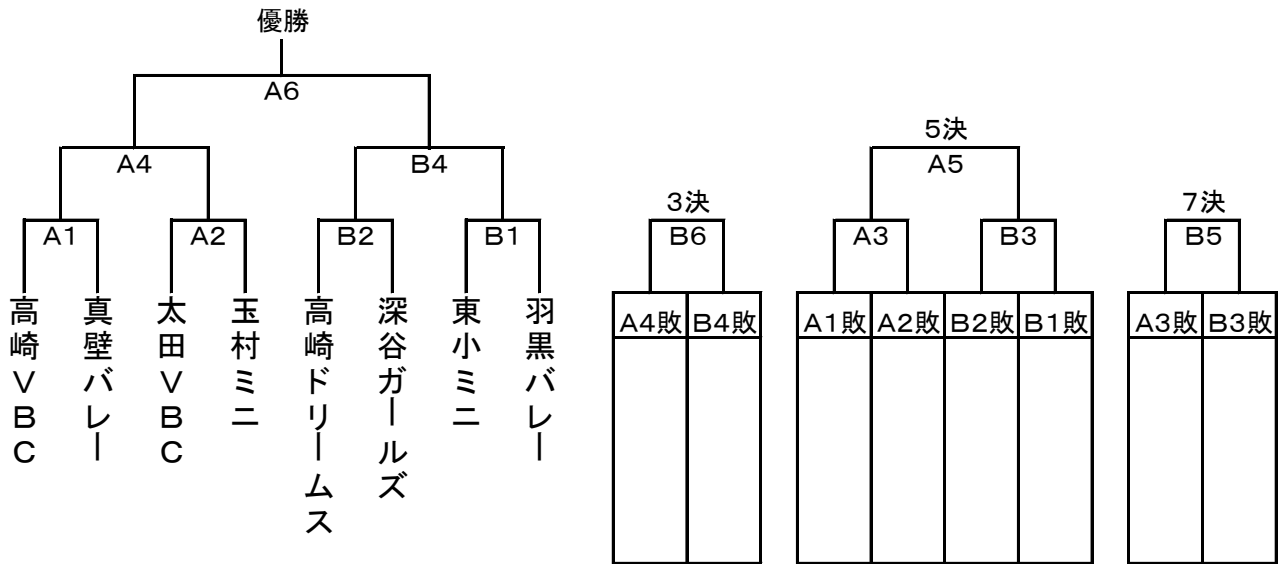 優勝
A6
A4
B4
A1
A2
B2
B1
高崎VBC
真壁バレー
太田VBC
玉村ミニ
高崎ドリームス
深谷ガールズ
東小ミニ
羽黒バレー
3決
B6
A4敗
B4敗
5決
A5
A3
B3
A1敗
A2敗
B2敗
B1敗
7決
B5
A3敗
B3敗